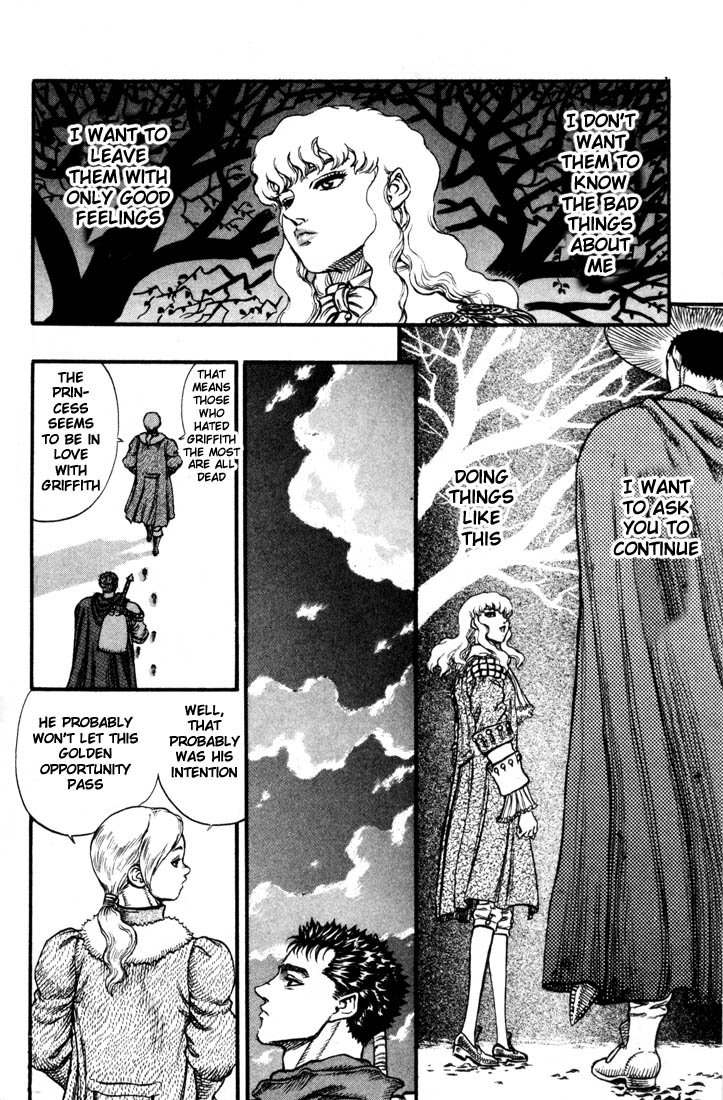 I DON'T
WANT
THEM TO
KNOW
THE BAD
THINGS
ABOUT
ME
I WANT TO
LEAVE
THEM WITH
ONLY GOOD
FEELINGS
I WANT
TO ASK
YOU TO
CONTINUE
DOING
THINGS
LIKE
THIS
THAT
MEANS
THOSE
WHO
HATED
GRIFFITH
THE MOST
ARE ALL
DEAD
THE
PRIN-
CESS
SEEMS
TO BE IN
LOVE
WITH
GRIFFITH
WELL,
THAT
PROBABLY
WAS HIS
INTENTION
HE PROBABLY
WON'T LET THIS
GOLDEN
OPPORTUNITY
PASS